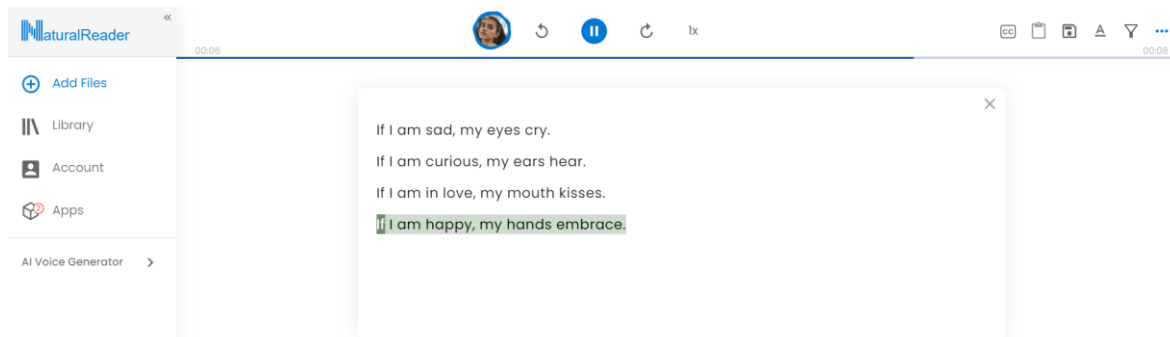 NaturalReader
«
1x
CC
A
00:06
00:08
Add Files
Library
Account
2
Apps
AI Voice Generator
If I am sad, my eyes cry.
If I am curious, my ears hear.
If I am in love, my mouth kisses.
If I am happy, my hands embrace.